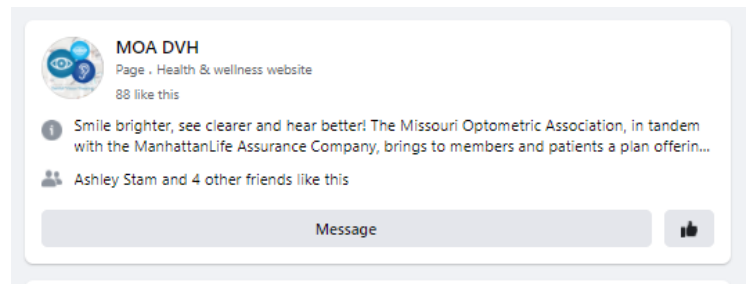 MOA DVH
Page . Health & wellness website
88 like this
Smile brighter, see clearer and hear better! The Missouri Optometric Association, in tandem
with the ManhattanLife Assurance Company, brings to members and patients a plan offerin...
Ashley Stam and 4 other friends like this
Message